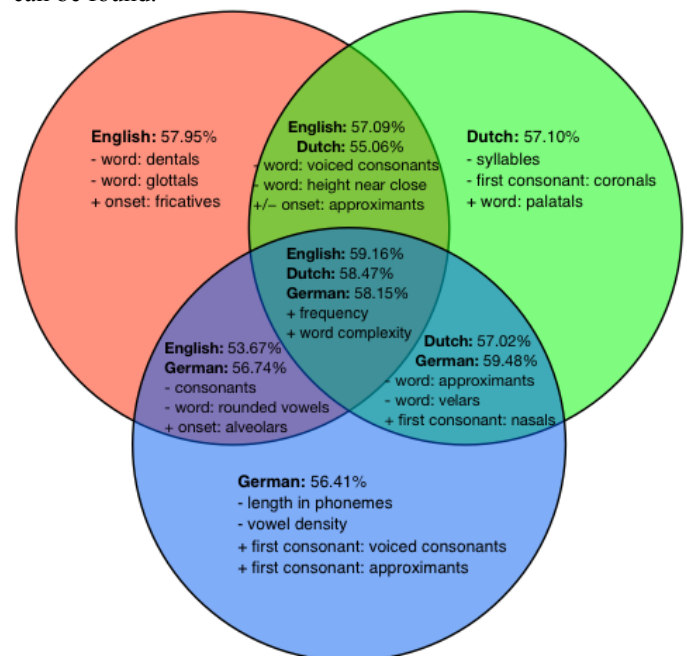 can be found.
English: 57.95%
- word: dentals
- word: glottals
+ onset: fricatives
English: 57.09%
Dutch: 55.06%
- word: voiced consonants
- word: height near close
+/– onset: approximants
Dutch: 57.10%
- syllables
- first consonant: coronals
+ word: palatals
English: 59.16%
Dutch: 58.47%
German: 58.15%
+ frequency
+ word complexity
English: 53.67%
German: 56.74%
- consonants
- word: rounded vowels
+ onset: alveolars
Dutch: 57.02%
German: 59.48%
- word: approximants
- word: velars
+ first consonant: nasals
German: 56.41%
- length in phonemes
- vowel density
+ first consonant: voiced consonants
+ first consonant: approximants